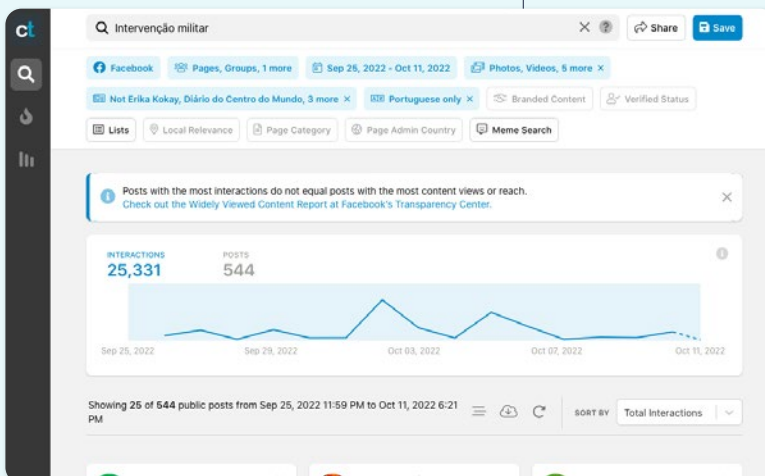 ct
Intervenção militar
Share
Save
Facebook Pages, Groups, 1 more Sep 25, 2022 - Oct 11, 2022 Photos, Videos, 5 more ×
Not Erika Kokay, Diário do Centro do Mundo, 3 more × Portuguese only × Branded Content Verified Status
Lists Local Relevance Page Category Page Admin Country Meme Search
Posts with the most interactions do not equal posts with the most content views or reach.
Check out the Widely Viewed Content Report at Facebook's Transparency Center.
INTERACTIONS POSTS
25,331 544
Sep 25, 2022 Sep 29, 2022 Oct 03, 2022 Oct 07, 2022 Oct 11, 2022
Showing 25 of 544 public posts from Sep 25, 2022 11:59 PM to Oct 11, 2022 6:21
PM
SORT BY Total Interactions